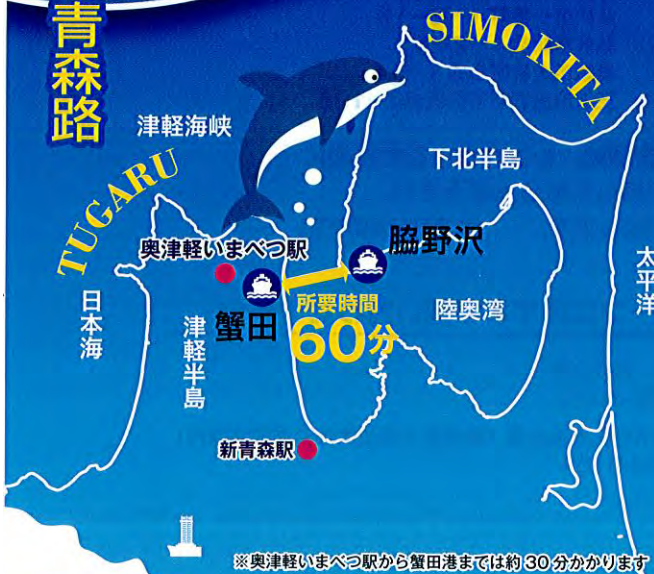 青森路
SIMOKITA
津軽海峡
下北半島
TUGARU
奥津軽いまべつ駅
脇野沢
太平洋
日本海
津軽半島
蟹田
所要時間
60分
陸奥湾
新青森駅
※奥津軽いまべつ駅から蟹田港までは約30分かかります